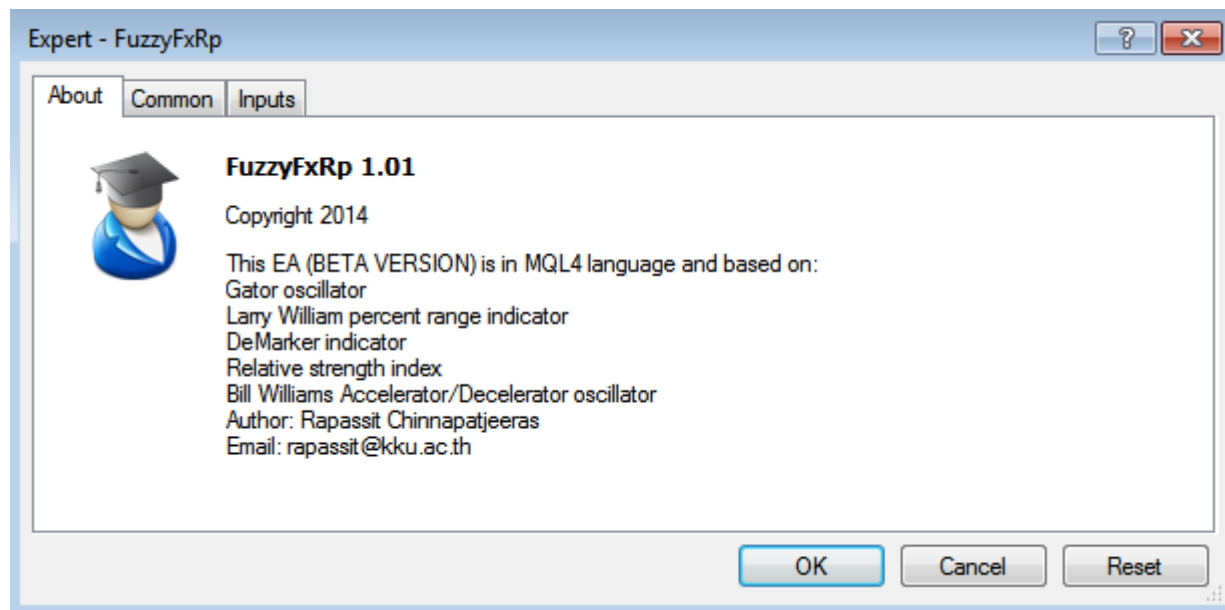 Expert - FuzzyFxRp
?
About Common Inputs
FuzzyFxRp 1.01
Copyright 2014
This EA (BETA VERSION) is in MQL4 language and based on:
Gator oscillator
Larry William percent range indicator
DeMarker indicator
Relative strength index
Bill Williams Accelerator/Decelerator oscillator
Author: Rapassit Chinnapatjeeras
Email: rapassit@kku.ac.th
OK Cancel Reset